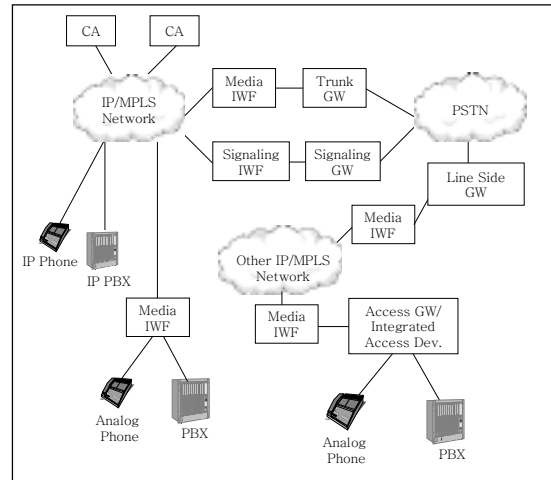 CA
CA
IP/MPLS
Network
Media
IWF
Trunk
GW
PSTN
Signaling
IWF
Signaling
GW
Line Side
GW
Media
IWF
IP Phone
IP PBX
Other IP/MPLS
Network
Media
IWF
Media
IWF
Access GW/
Integrated
Access Dev.
Analog
Phone
PBX
Analog
Phone
PBX